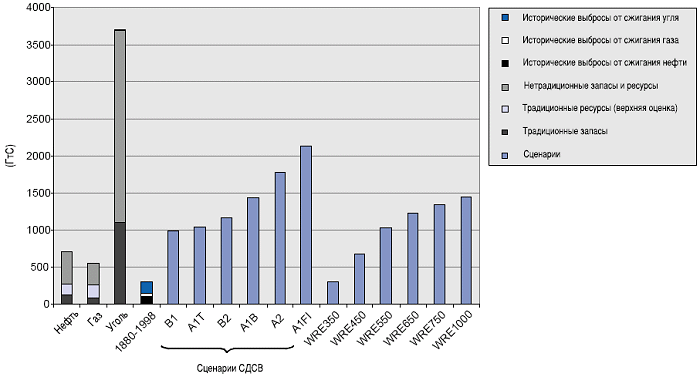 4000
3500
3000
2500
2000
1500
1000
500
0
(ГтС)
Нефть
Газ
Уголь
1880-1998
B1
A1T
B2
A1B
A2
A1FI
WRE350
WRE450
WRE550
WRE650
WRE750
WRE1000
Сценарии СДСВ
Исторические выбросы от сжигания угля
Исторические выбросы от сжигания газа
Исторические выбросы от сжигания нефти
Нетрадиционные запасы и ресурсы
Традиционные ресурсы (верхняя оценка)
Традиционные запасы
Сценарии